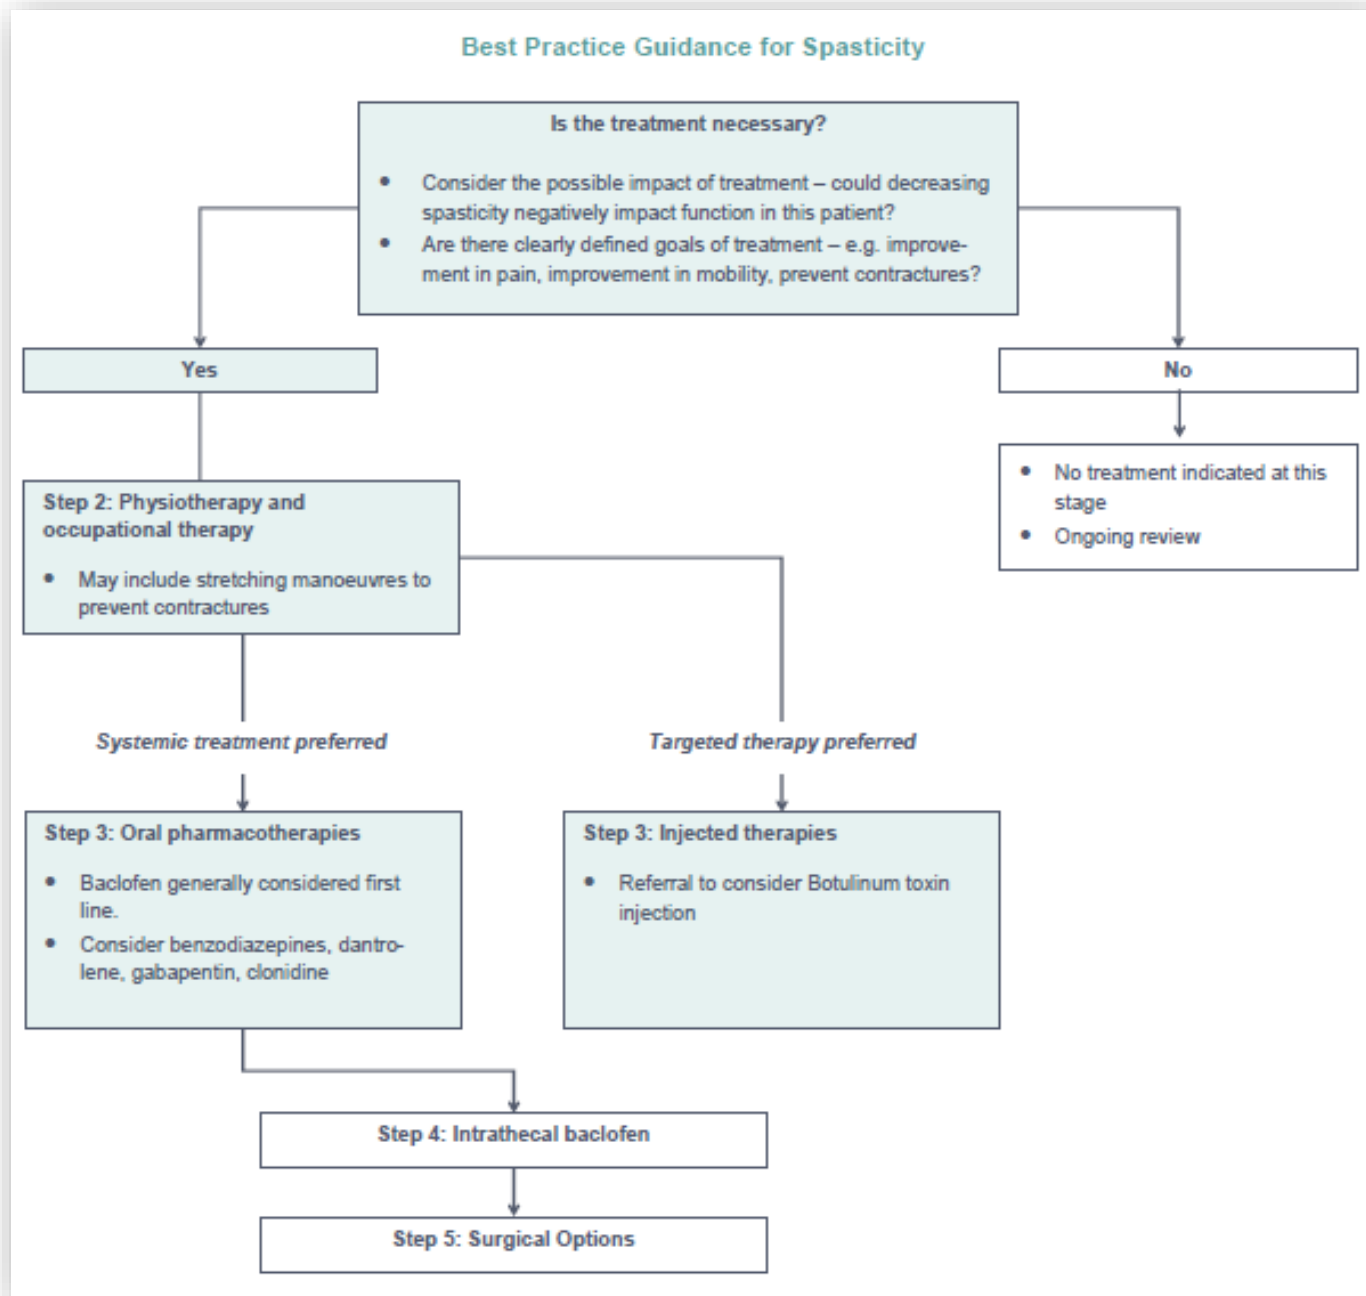 Best Practice Guidance for Spasticity
Is the treatment necessary?
• Consider the possible impact of treatment – could decreasing
spasticity negatively impact function in this patient?
• Are there clearly defined goals of treatment – e.g. improve-
ment in pain, improvement in mobility, prevent contractures?
Yes
No
• No treatment indicated at this
stage
• Ongoing review
Step 2: Physiotherapy and
occupational therapy
• May include stretching manoeuvres to
prevent contractures
Systemic treatment preferred
Targeted therapy preferred
Step 3: Oral pharmacotherapies
• Baclofen generally considered first
line.
• Consider benzodiazepines, dantro-
lene, gabapentin, clonidine
Step 3: Injected therapies
• Referral to consider Botulinum toxin
injection
Step 4: Intrathecal baclofen
Step 5: Surgical Options